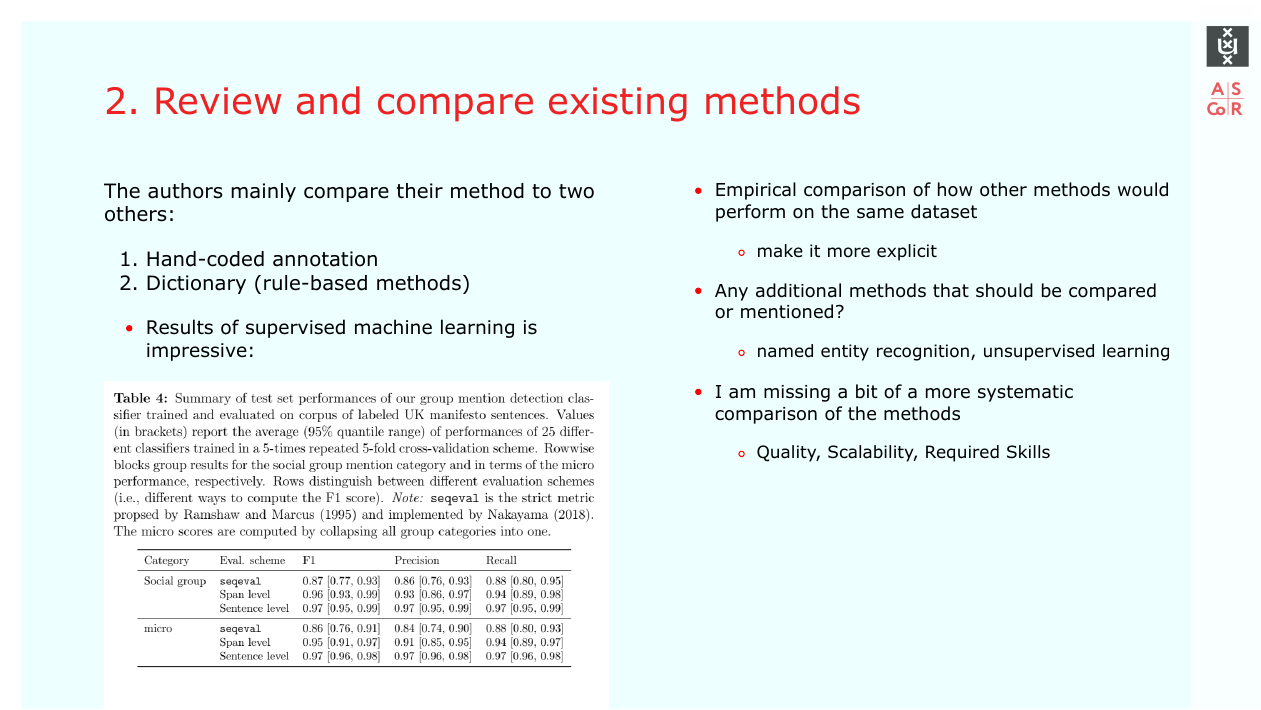 2. Review and compare existing methods
The authors mainly compare their method to two
others:
1. Hand-coded annotation
2. Dictionary (rule-based methods)
• Results of supervised machine learning is
impressive:
Table 4: Summary of test set performances of our group mention detection clas-
sifier trained and evaluated on corpus of labeled UK manifesto sentences. Values
(in brackets) report the average (95% quantile range) of performances of 25 differ-
ent classifiers trained in a 5-times repeated 5-fold cross-validation scheme. Rowwise
blocks group results for the social group mention category and in terms of the micro
performance, respectively. Rows distinguish between different evaluation schemes
(i.e., different ways to compute the F1 score). Note: seqeval is the strict metric
propsed by Ramshaw and Marcus (1995) and implemented by Nakayama (2018).
The micro scores are computed by collapsing all group categories into one.
Category Eval. scheme F1 Precision Recall
Social group seqeval 0.87 [0.77, 0.93] 0.86 [0.76, 0.93] 0.88 [0.80, 0.95]
Span level 0.96 [0.93, 0.99] 0.93 [0.86, 0.97] 0.94 [0.89, 0.98]
Sentence level 0.97 [0.95, 0.99] 0.97 [0.95, 0.99] 0.97 [0.95, 0.99]
micro seqeval 0.86 [0.76, 0.91] 0.84 [0.74, 0.90] 0.88 [0.80, 0.93]
Span level 0.95 [0.91, 0.97] 0.91 [0.85, 0.95] 0.94 [0.89, 0.97]
Sentence level 0.97 [0.96, 0.98] 0.97 [0.96, 0.98] 0.97 [0.96, 0.98]
• Empirical comparison of how other methods would
perform on the same dataset
○ make it more explicit
• Any additional methods that should be compared
or mentioned?
○ named entity recognition, unsupervised learning
• I am missing a bit of a more systematic
comparison of the methods
○ Quality, Scalability, Required Skills
A S
Co R